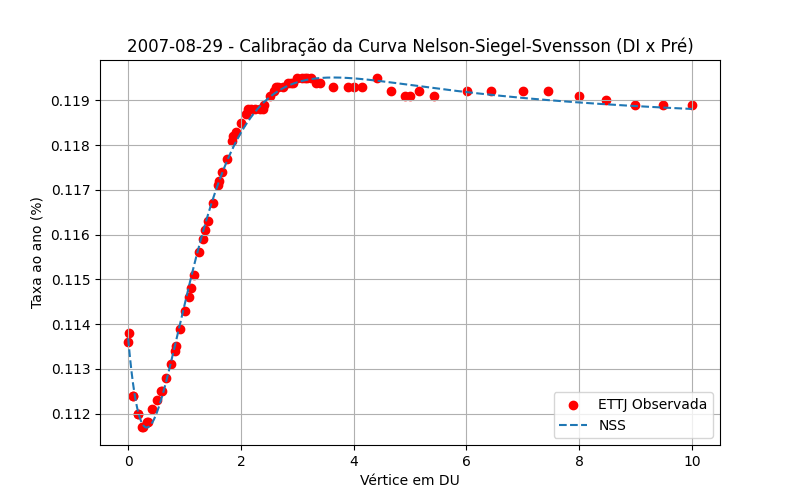 2007-08-29 - Calibração da Curva Nelson-Siegel-Svensson (DI x Pré)
Taxa ao ano (%)
0.119
0.118
0.117
0.116
0.115
0.114
0.113
0.112
0 2 4 6 8 10
Vértice em DU
ETTJ Observada
NSS